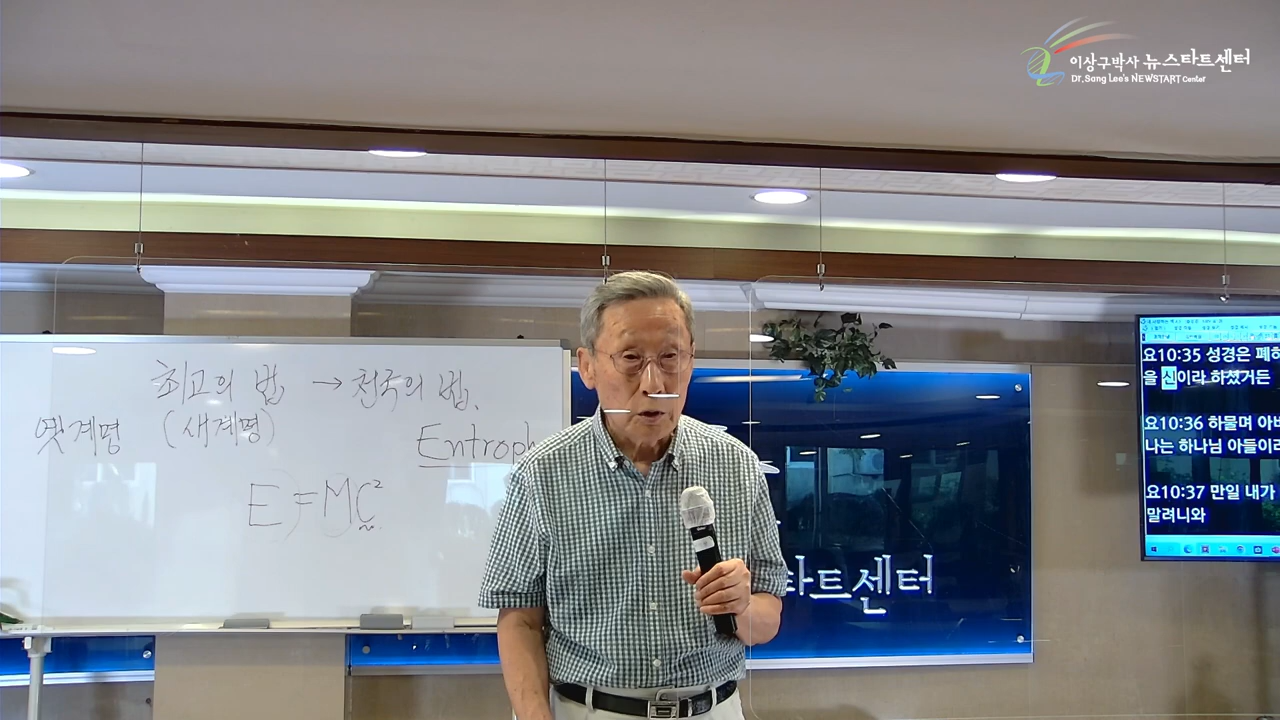 이상구박사 뉴스타트센터
Dr. Sang Lee's NEWSTART Center
최고의 법 → 천국의 법.
옛계명 (새계명)
Entroph
E = MC²
타트센터
요10:35 성경은 폐하
을 신이라 하셨거든
요10:36 하물며 아버
나는 하나님 아들이라
요10:37 만일 내가
말려니와